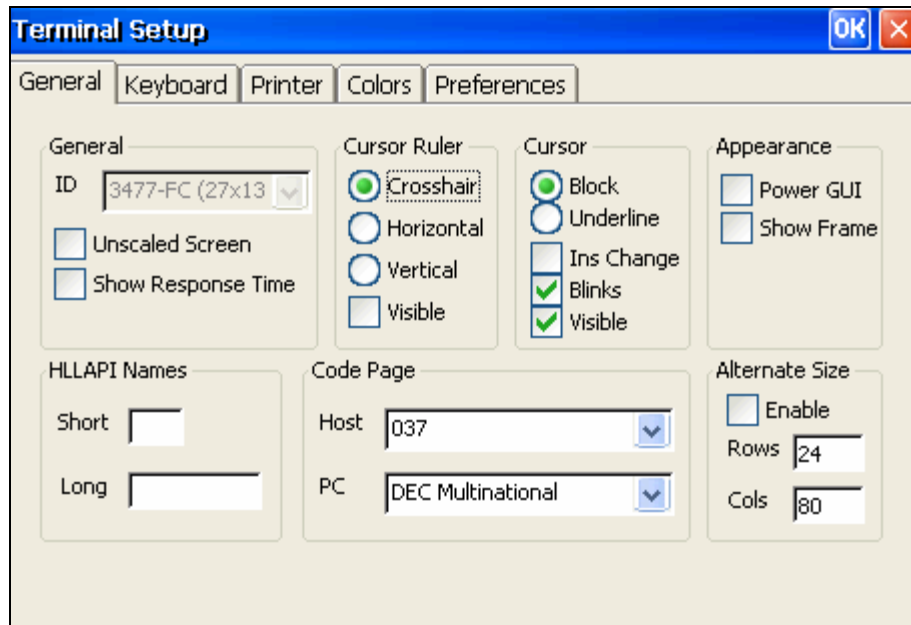 Terminal Setup
OK
General
Keyboard
Printer
Colors
Preferences
General
ID
3477-FC (27x13
Unscaled Screen
Show Response Time
Cursor Ruler
Crosshair
Horizontal
Vertical
Visible
Cursor
Block
Underline
Ins Change
Blinks
Visible
Appearance
Power GUI
Show Frame
HLLAPI Names
Short
Long
Code Page
Host
037
PC
DEC Multinational
Alternate Size
Enable
Rows
24
Cols
80